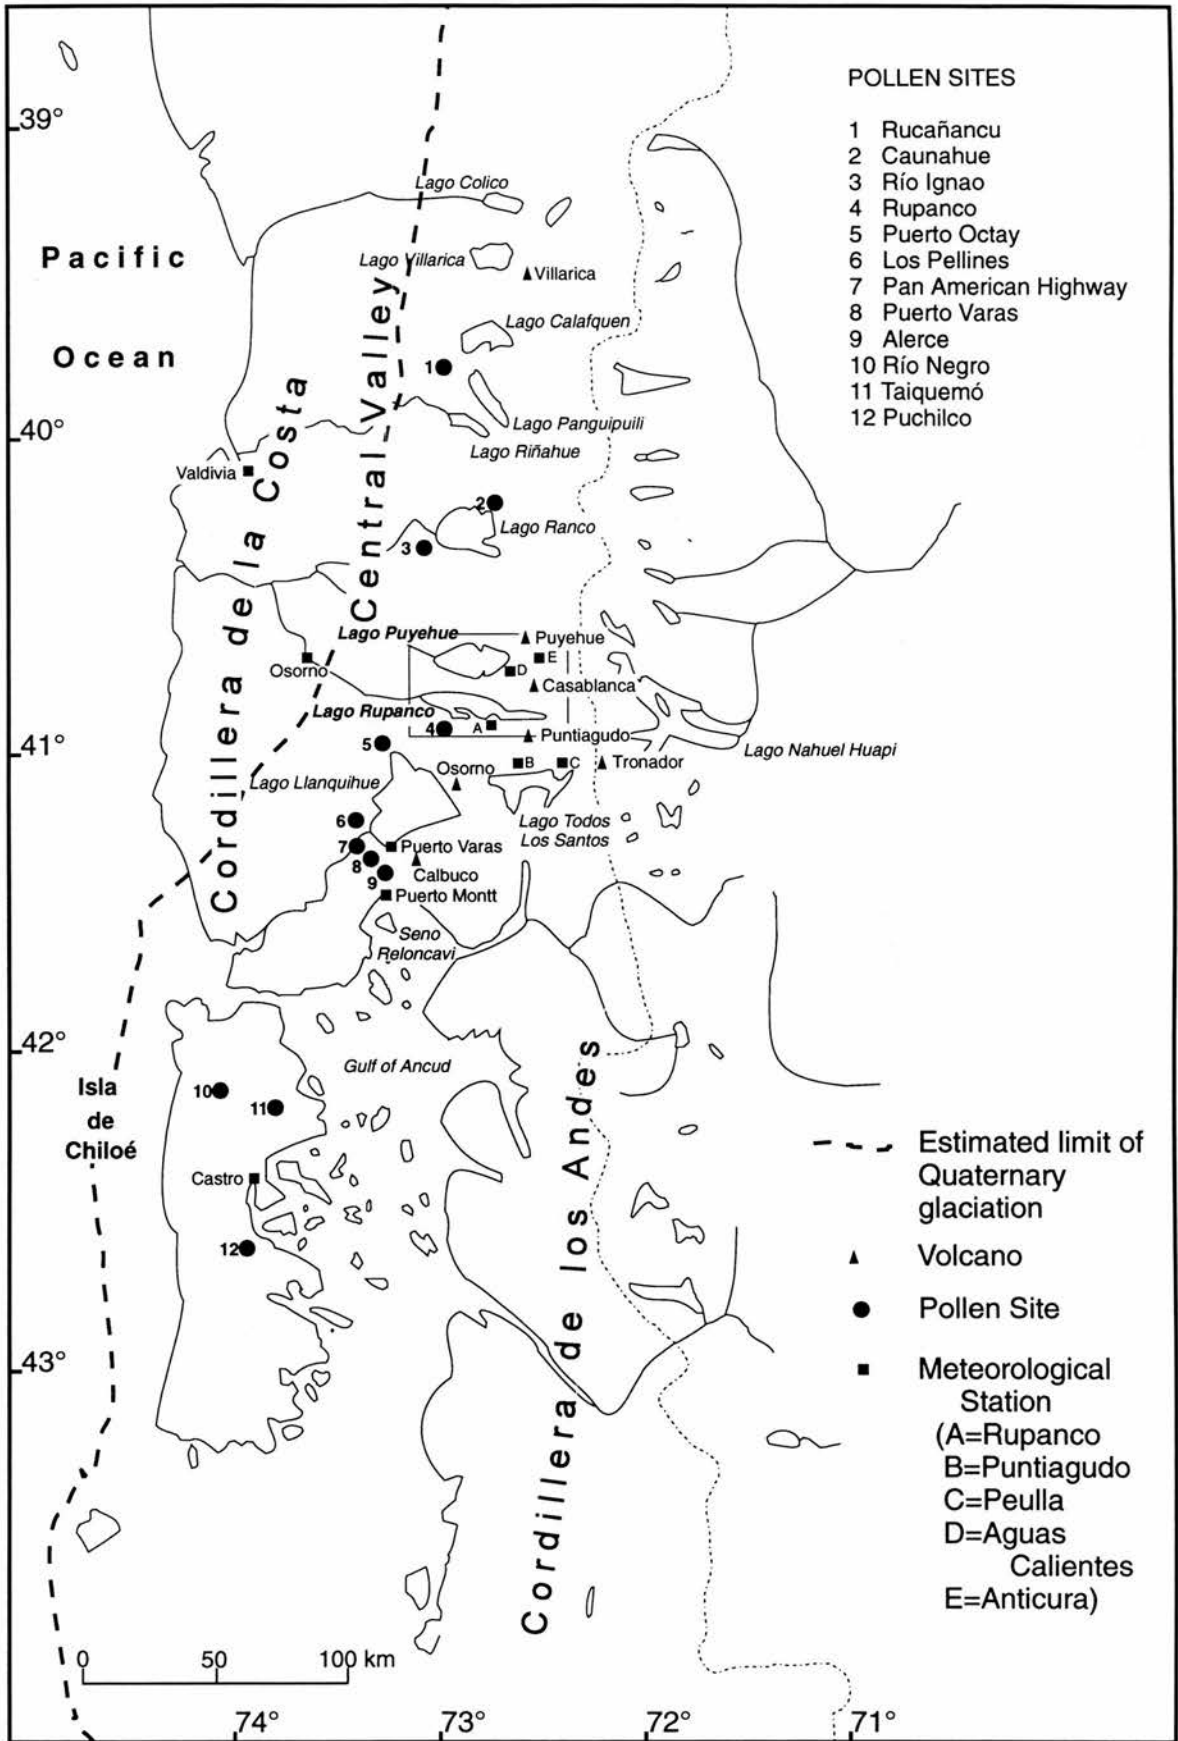 POLLEN SITES
1 Rucañancu
2 Caunahue
3 Río Ignao
4 Rupanco
5 Puerto Octay
6 Los Pellines
7 Pan American Highway
8 Puerto Varas
9 Alerce
10 Río Negro
11 Taiquemó
12 Puchilco
39°
Lago Colico
Pacific
Ocean
Lago Villarica
Villarica
Lago Calafquen
1
Central Valley
Cordillera de la Costa
Lago Panguipuili
40°
Lago Riñahue
Valdivia
2
Lago Ranco
3
Lago Puyehue
Puyehue
E
D
Osorno
Casablanca
Lago Rupanco
4
A
Puntiagudo
5
41°
Lago Nahuel Huapi
Osorno
B
C
Tronador
Lago Llanquihue
Lago Todos
Los Santos
6
7
Puerto Varas
8
Calbuco
9
Puerto Montt
Seno
Reloncavi
42°
Gulf of Ancud
Isla
de
Chiloé
10
11
Castro
12
Cordillera de los Andes
43°
Estimated limit of
Quaternary
glaciation
Volcano
Pollen Site
Meteorological
Station
(A=Rupanco
B=Puntiagudo
C=Peulla
D=Aguas
Calientes
E=Anticura)
0 50 100 km
74° 73° 72° 71°